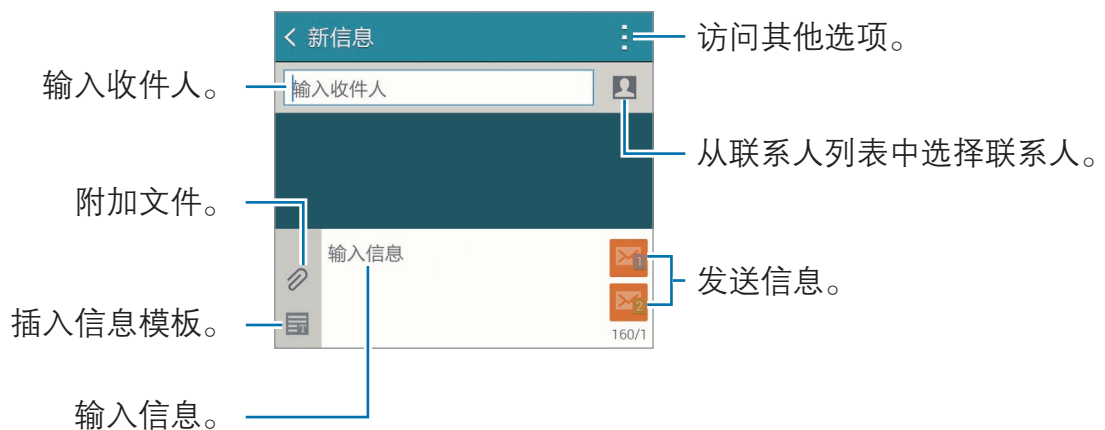 新信息
访问其他选项。
输入收件人。
输入收件人
从联系人列表中选择联系人。
附加文件。
输入信息
1
发送信息。
2
插入信息模板。
T
160/1
输入信息。